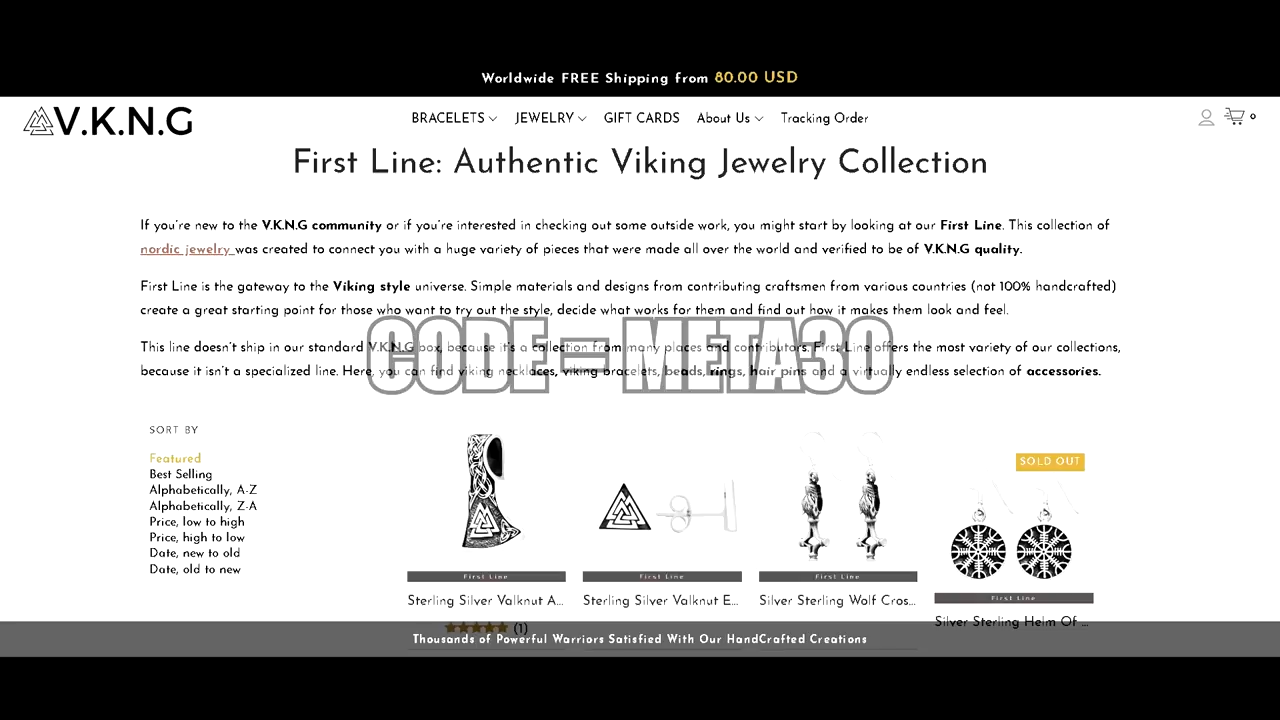 Worldwide FREE Shipping from 80.00 USD
V.K.N.G
BRACELETS JEWELRY GIFT CARDS About Us Tracking Order
0
First Line: Authentic Viking Jewelry Collection
If you're new to the V.K.N.G community or if you're interested in checking out some outside work, you might start by looking at our First Line. This collection of
nordic jewelry was created to connect you with a huge variety of pieces that were made all over the world and verified to be of V.K.N.G quality.
First Line is the gateway to the Viking style universe. Simple materials and designs from contributing craftsmen from various countries (not 100% handcrafted)
create a great starting point for those who want to try out the style, decide what works for them and find out how it makes them look and feel.
This line doesn't ship in our standard V.K.N.G box, because it's a collection from many places and contributors. First Line offers the most variety of our collections,
because it isn't a specialized line. Here, you can find viking necklaces, viking bracelets, beads, rings, hair pins and a virtually endless selection of accessories.
CODE = META30
SORT BY
Featured
Best Selling
Alphabetically, A-Z
Alphabetically, Z-A
Price, low to high
Price, high to low
Date, new to old
Date, old to new
SOLD OUT
First Line
First Line
First Line
First Line
Sterling Silver Valknut A...
Sterling Silver Valknut E...
Silver Sterling Wolf Cros...
Silver Sterling Helm Of ...
(1)
Thousands of Powerful Warriors Satisfied With Our HandCrafted Creations